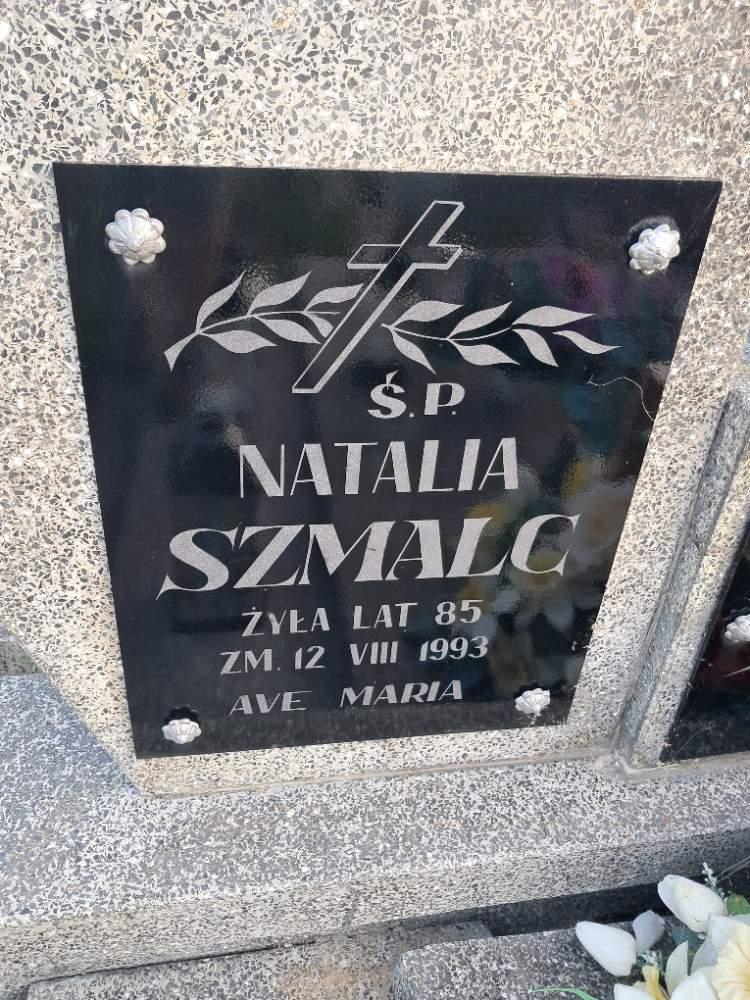 Ś.P.
NATALIA
SZMALC
ŻYŁA LAT 85
ZM. 12 VIII 1993
AVE MARIA